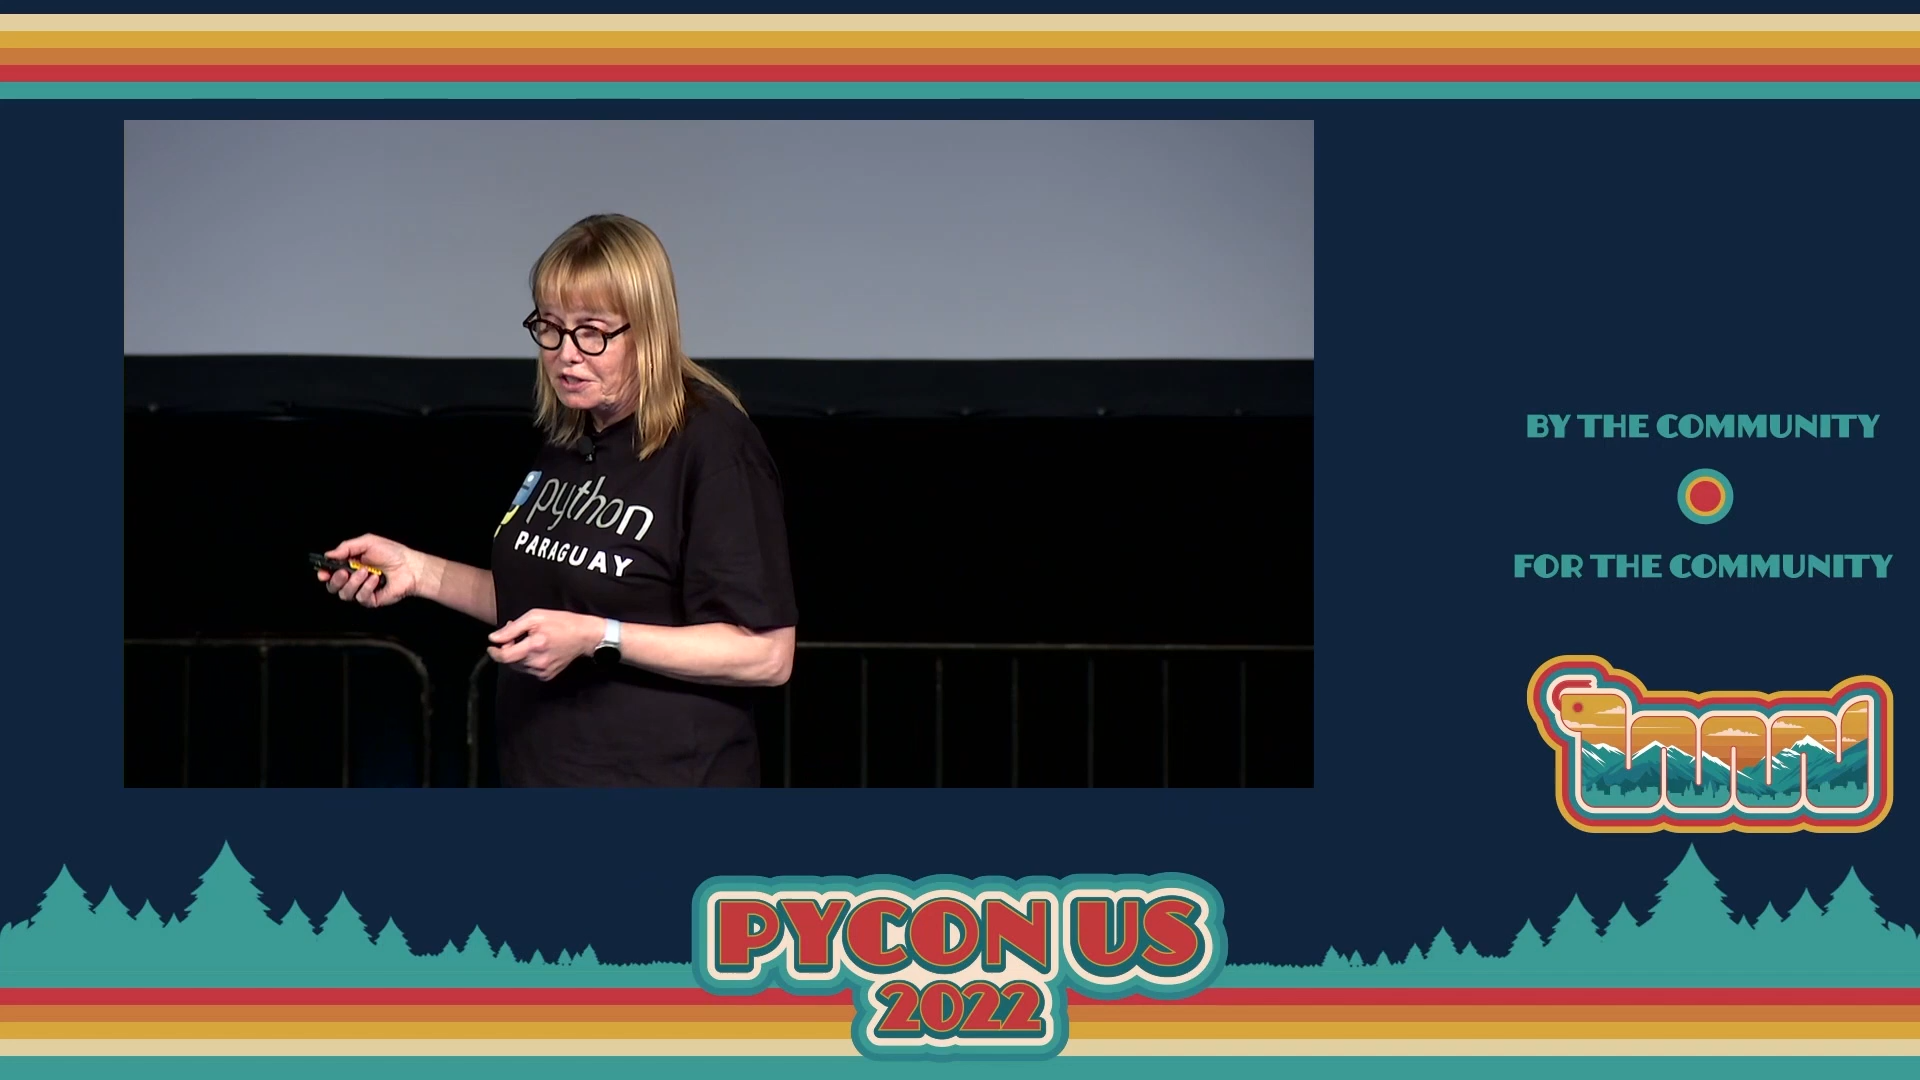 python
PARAGUAY
BY THE COMMUNITY
FOR THE COMMUNITY
PYCON US
2022